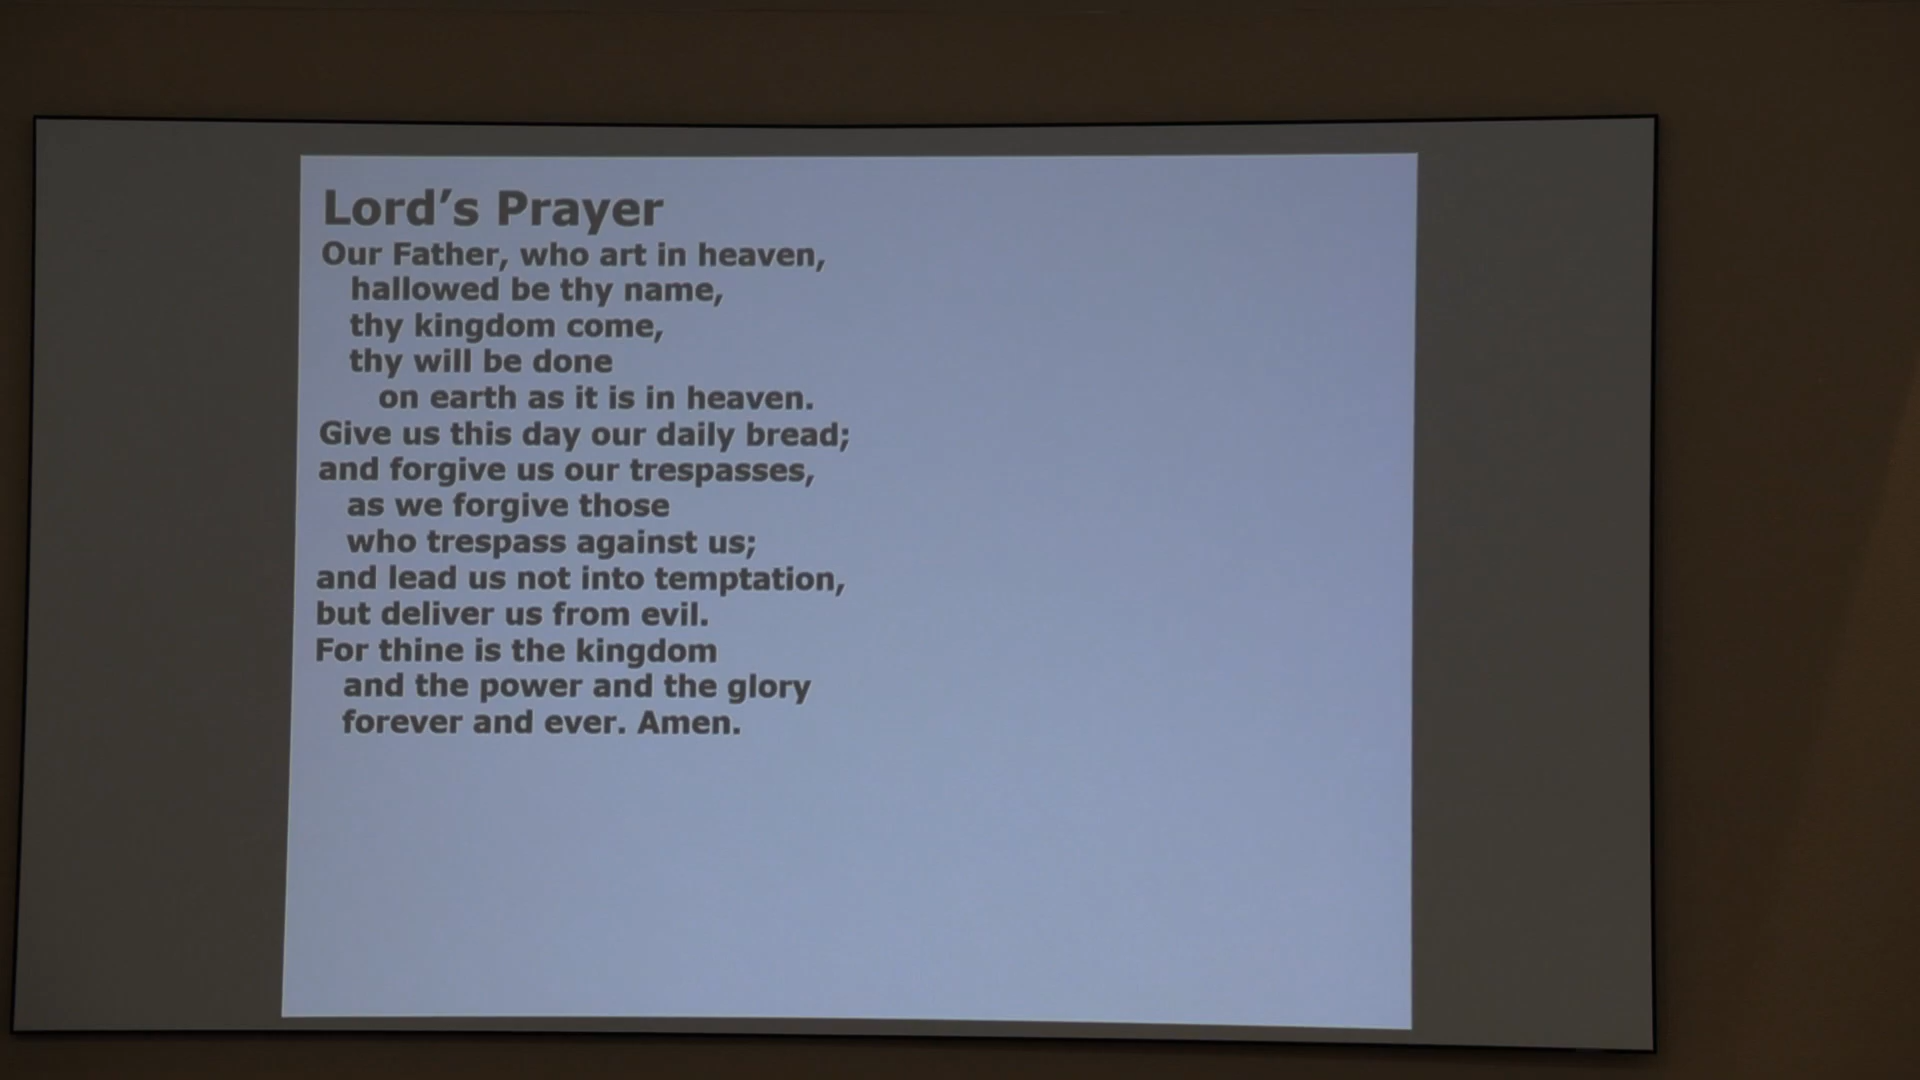 Lord’s Prayer
Our Father, who art in heaven,
hallowed be thy name,
thy kingdom come,
thy will be done
on earth as it is in heaven.
Give us this day our daily bread;
and forgive us our trespasses,
as we forgive those
who trespass against us;
and lead us not into temptation,
but deliver us from evil.
For thine is the kingdom
and the power and the glory
forever and ever. Amen.